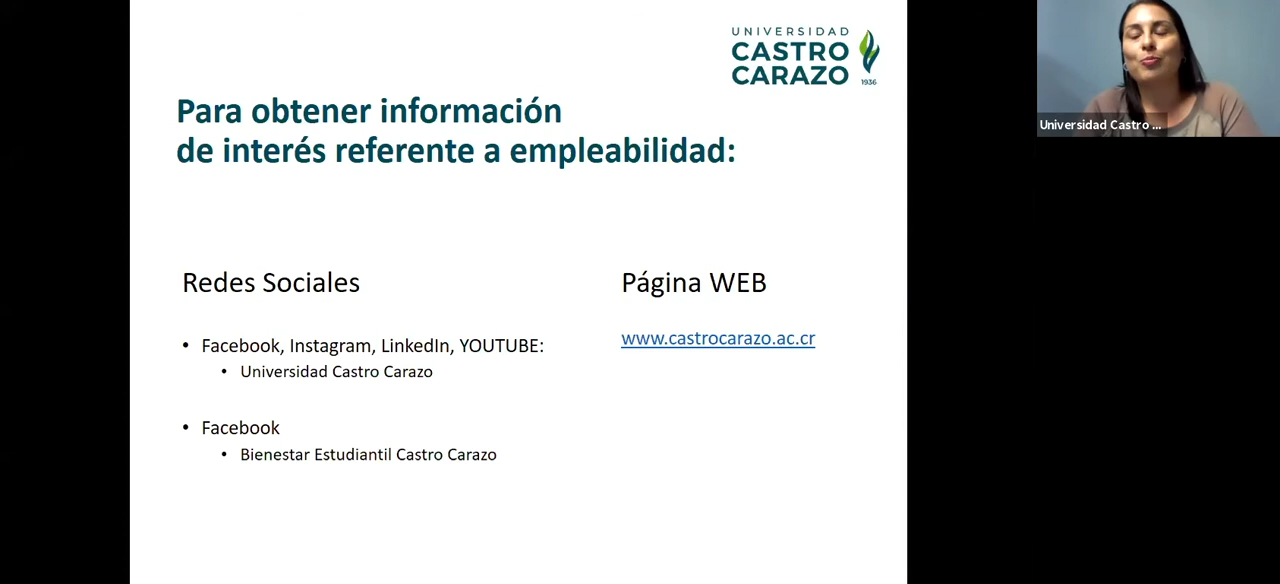 UNIVERSIDAD
CASTRO
CARAZO
1936
Universidad Castro ...
Para obtener información
de interés referente a empleabilidad:
Redes Sociales
• Facebook, Instagram, LinkedIn, YOUTUBE:
• Universidad Castro Carazo
• Facebook
• Bienestar Estudiantil Castro Carazo
Página WEB
www.castrocarazo.ac.cr